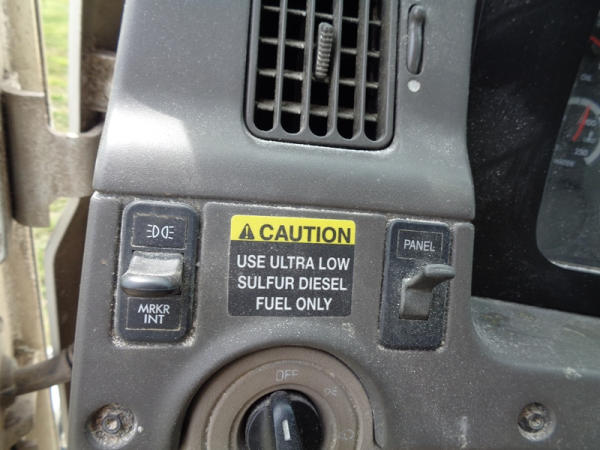 CAUTION
USE ULTRA LOW
SULFUR DIESEL
FUEL ONLY
MRKR
INT
PANEL
OFF